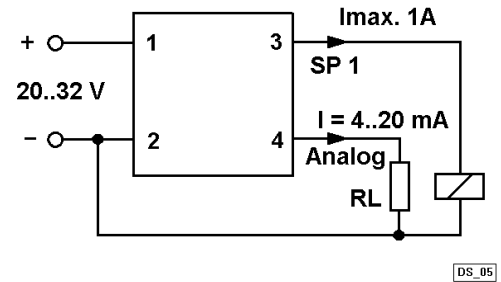 Imax. 1A
+
1
3
SP 1
20..32 V
I = 4..20 mA
−
2
4
Analog
RL
DS_05